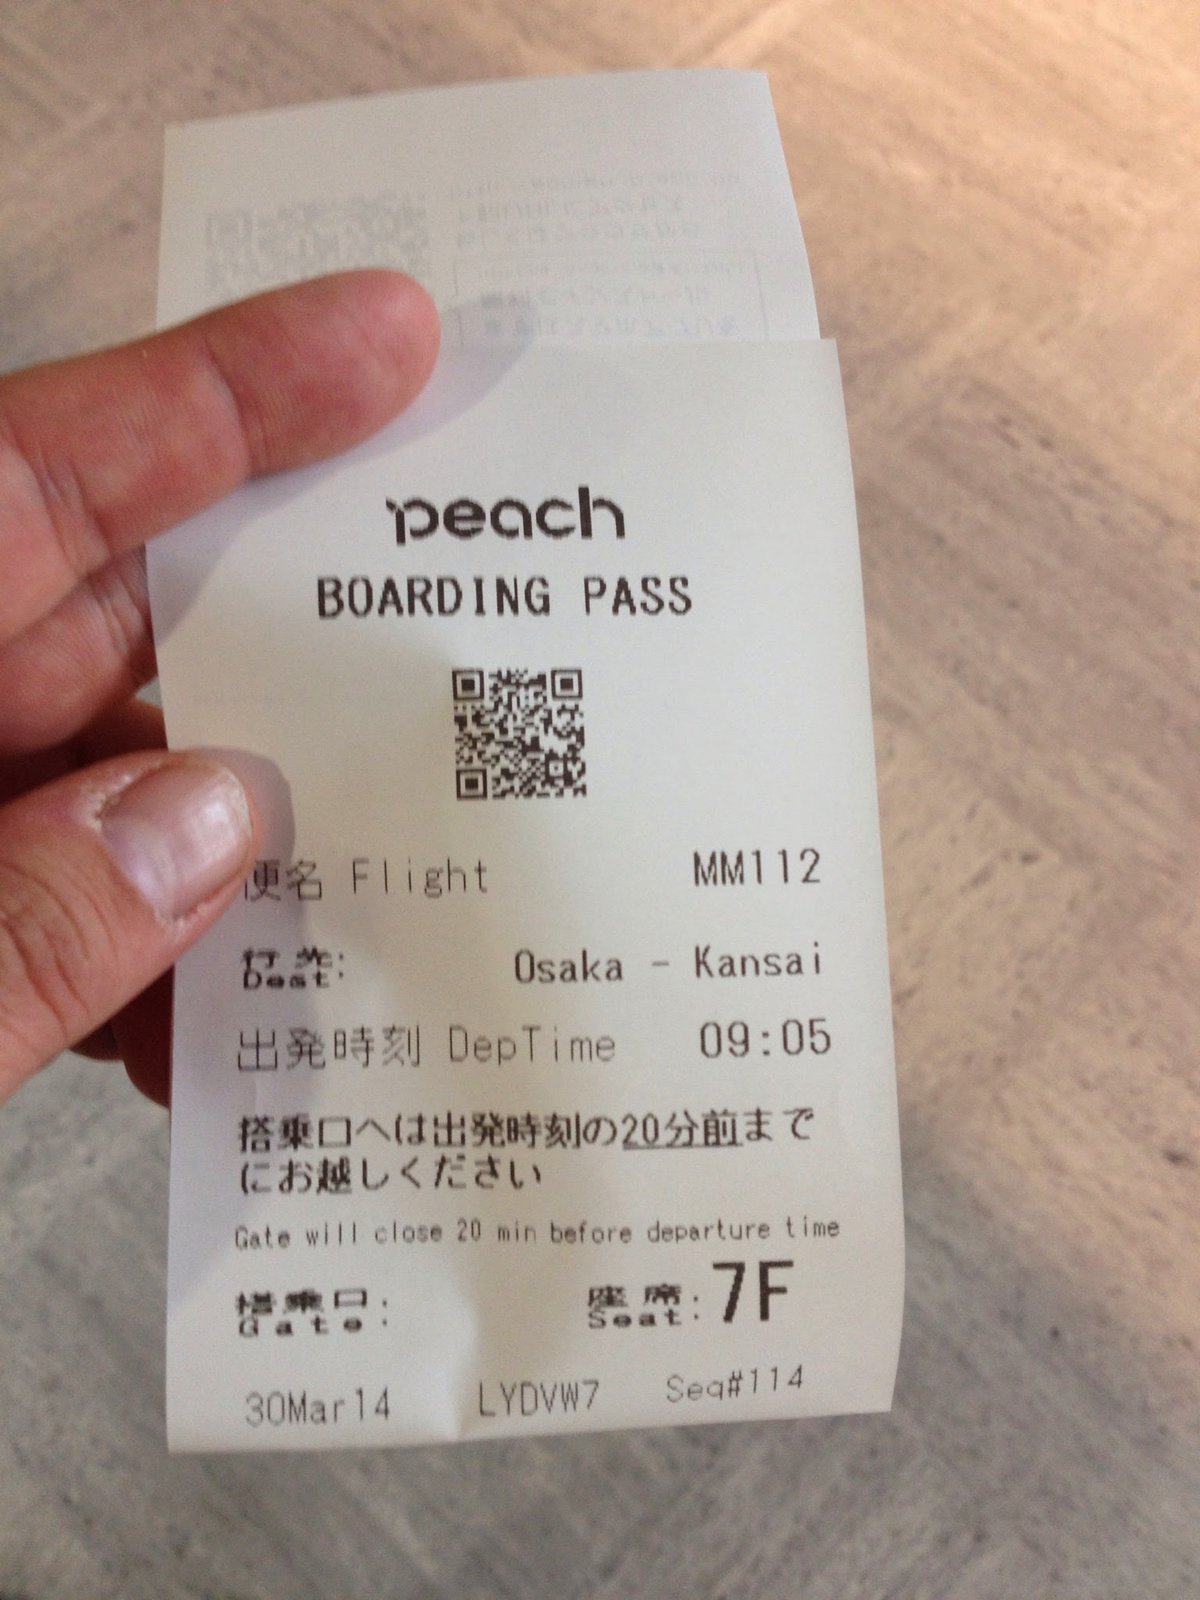 peach
BOARDING PASS
便名 Flight MM112
行先: Dest: Osaka - Kansai
出発時刻 DepTime 09:05
搭乗口へは出発時刻の20分前まで
にお越しください
Gate will close 20 min before departure time
搭乗口: Gate: 座席: Seat: 7F
30Mar14 LYDVW7 Seq#114